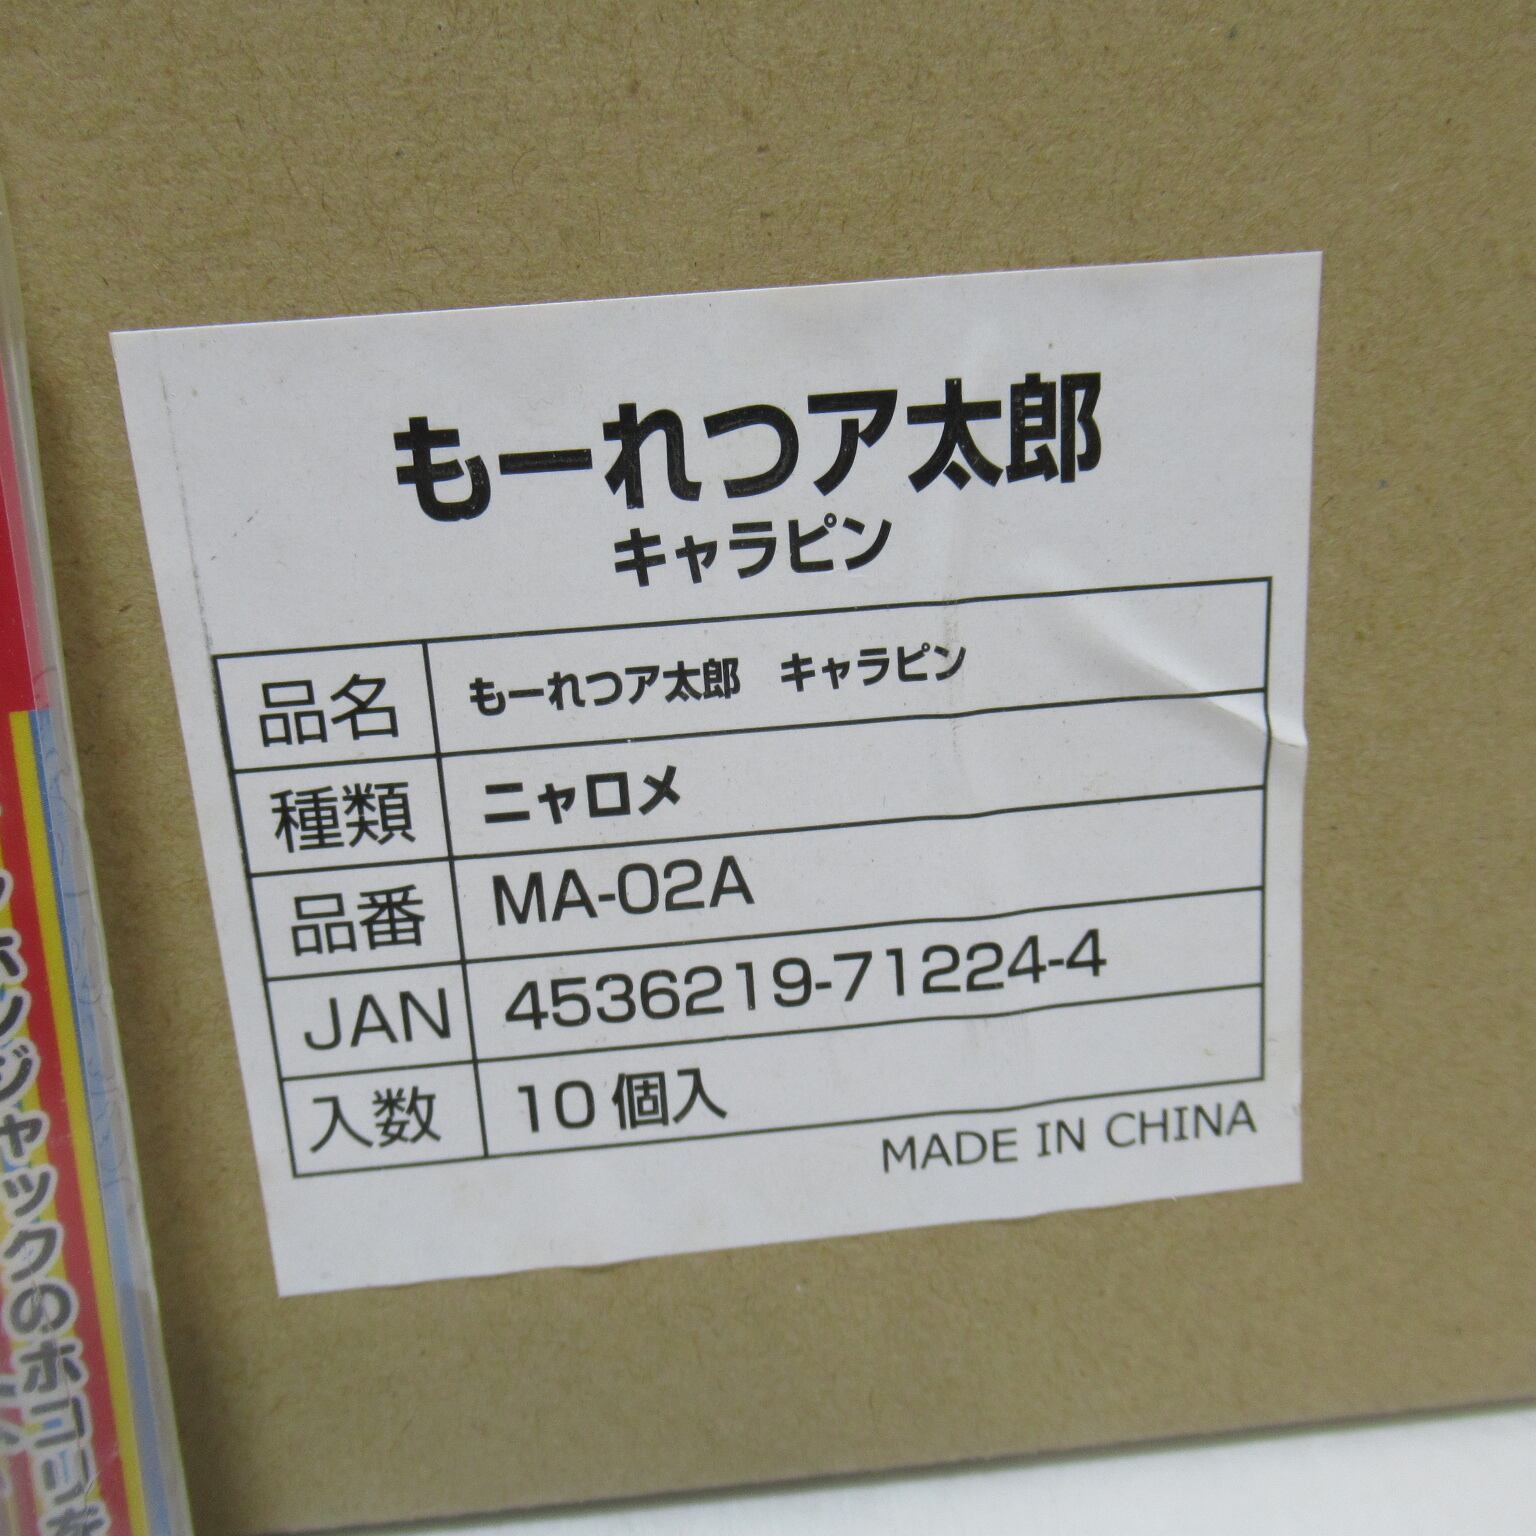 もーれつア太郎
キャラピン
品名 もーれつア太郎 キャラピン
種類 ニャロメ
品番 MA-02A
JAN 4536219-71224-4
入数 10個入
MADE IN CHINA
ボンジャックのホコリを